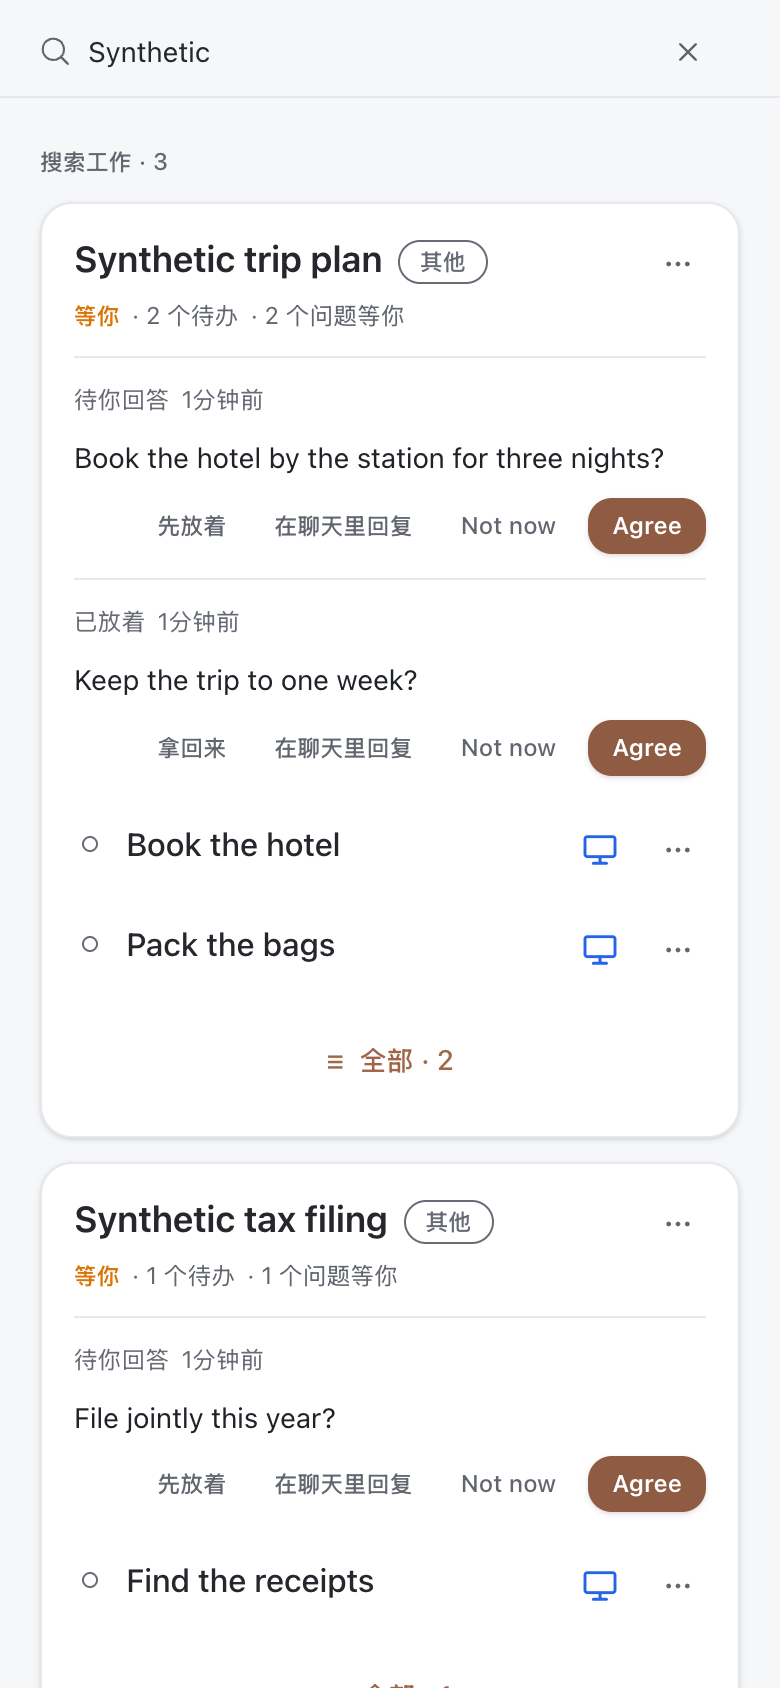 Synthetic
搜索工作 · 3
Synthetic trip plan 其他
等你 · 2 个待办 · 2 个问题等你
待你回答 1分钟前
Book the hotel by the station for three nights?
先放着 在聊天里回复 Not now Agree
已放着 1分钟前
Keep the trip to one week?
拿回来 在聊天里回复 Not now Agree
Book the hotel
Pack the bags
全部 · 2
Synthetic tax filing 其他
等你 · 1 个待办 · 1 个问题等你
待你回答 1分钟前
File jointly this year?
先放着 在聊天里回复 Not now Agree
Find the receipts